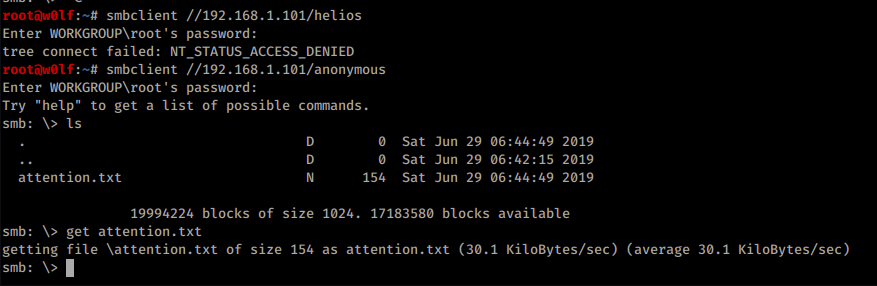 root@w0lf:~# smbclient //192.168.1.101/helios
Enter WORKGROUP\root's password:
tree connect failed: NT_STATUS_ACCESS_DENIED
root@w0lf:~# smbclient //192.168.1.101/anonymous
Enter WORKGROUP\root's password:
Try "help" to get a list of possible commands.
smb: \> ls
  .                                   D        0  Sat Jun 29 06:44:49 2019
  ..                                  D        0  Sat Jun 29 06:42:15 2019
  attention.txt                       N      154  Sat Jun 29 06:44:49 2019
                19994224 blocks of size 1024. 17183580 blocks available
smb: \> get attention.txt
getting file \attention.txt of size 154 as attention.txt (30.1 KiloBytes/sec) (average 30.1 KiloBytes/sec)
smb: \>